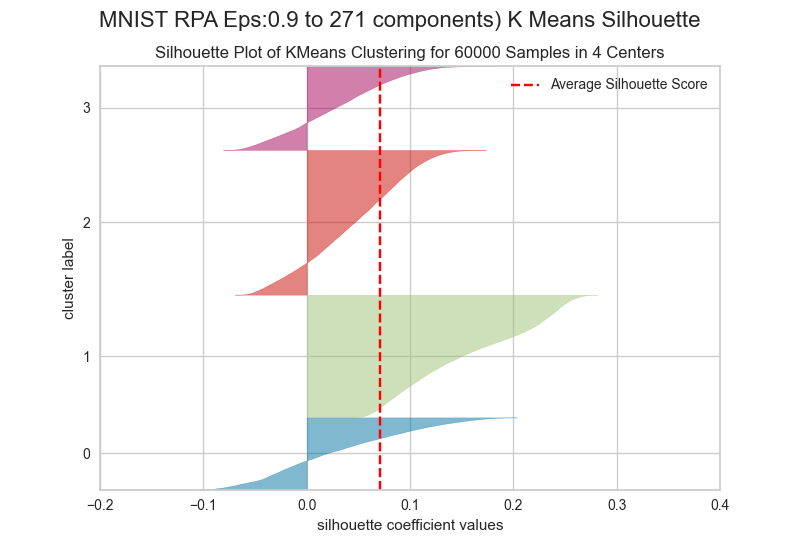 MNIST RPA Eps:0.9 to 271 components) K Means Silhouette
Silhouette Plot of KMeans Clustering for 60000 Samples in 4 Centers
Average Silhouette Score
cluster label
3
2
1
0
−0.2 −0.1 0.0 0.1 0.2 0.3 0.4
silhouette coefficient values